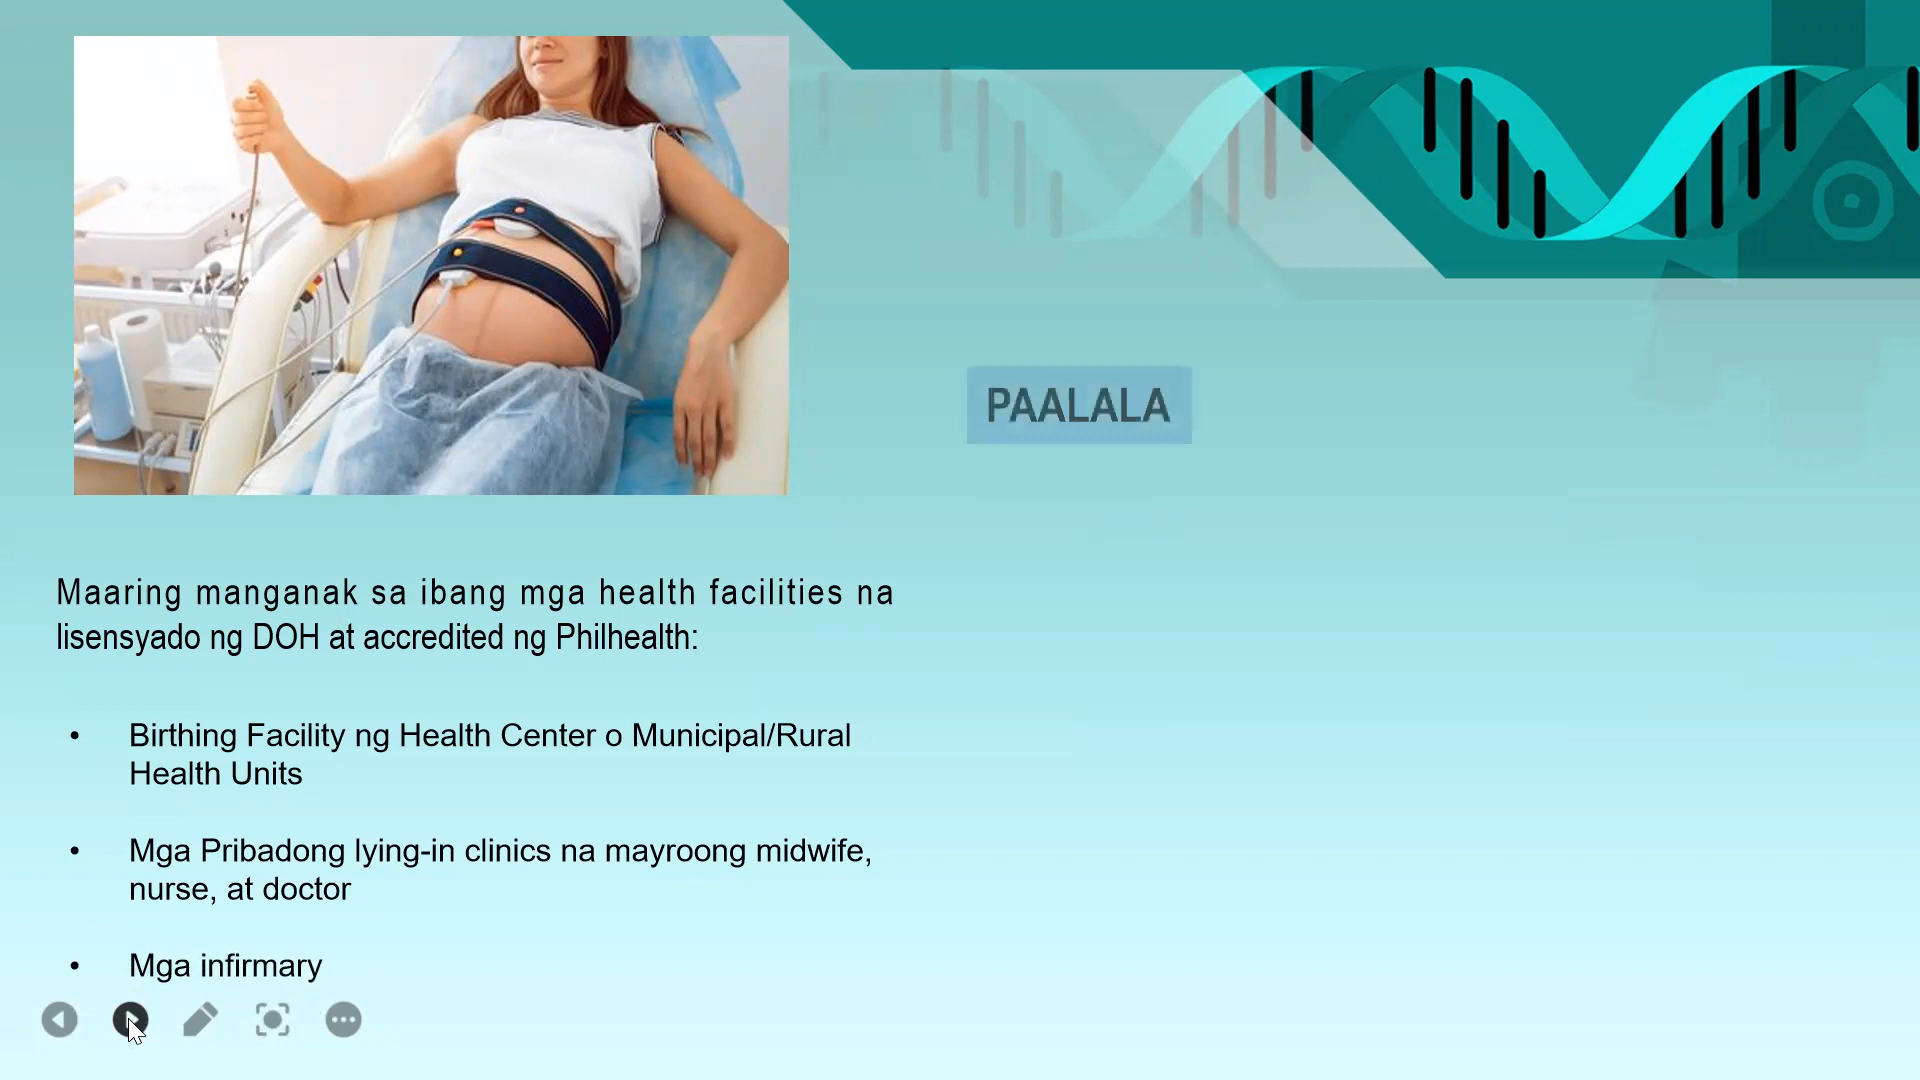 PAALALA
Maaring manganak sa ibang mga health facilities na
lisensyado ng DOH at accredited ng Philhealth:
• Birthing Facility ng Health Center o Municipal/Rural
Health Units
• Mga Pribadong lying-in clinics na mayroong midwife,
nurse, at doctor
• Mga infirmary